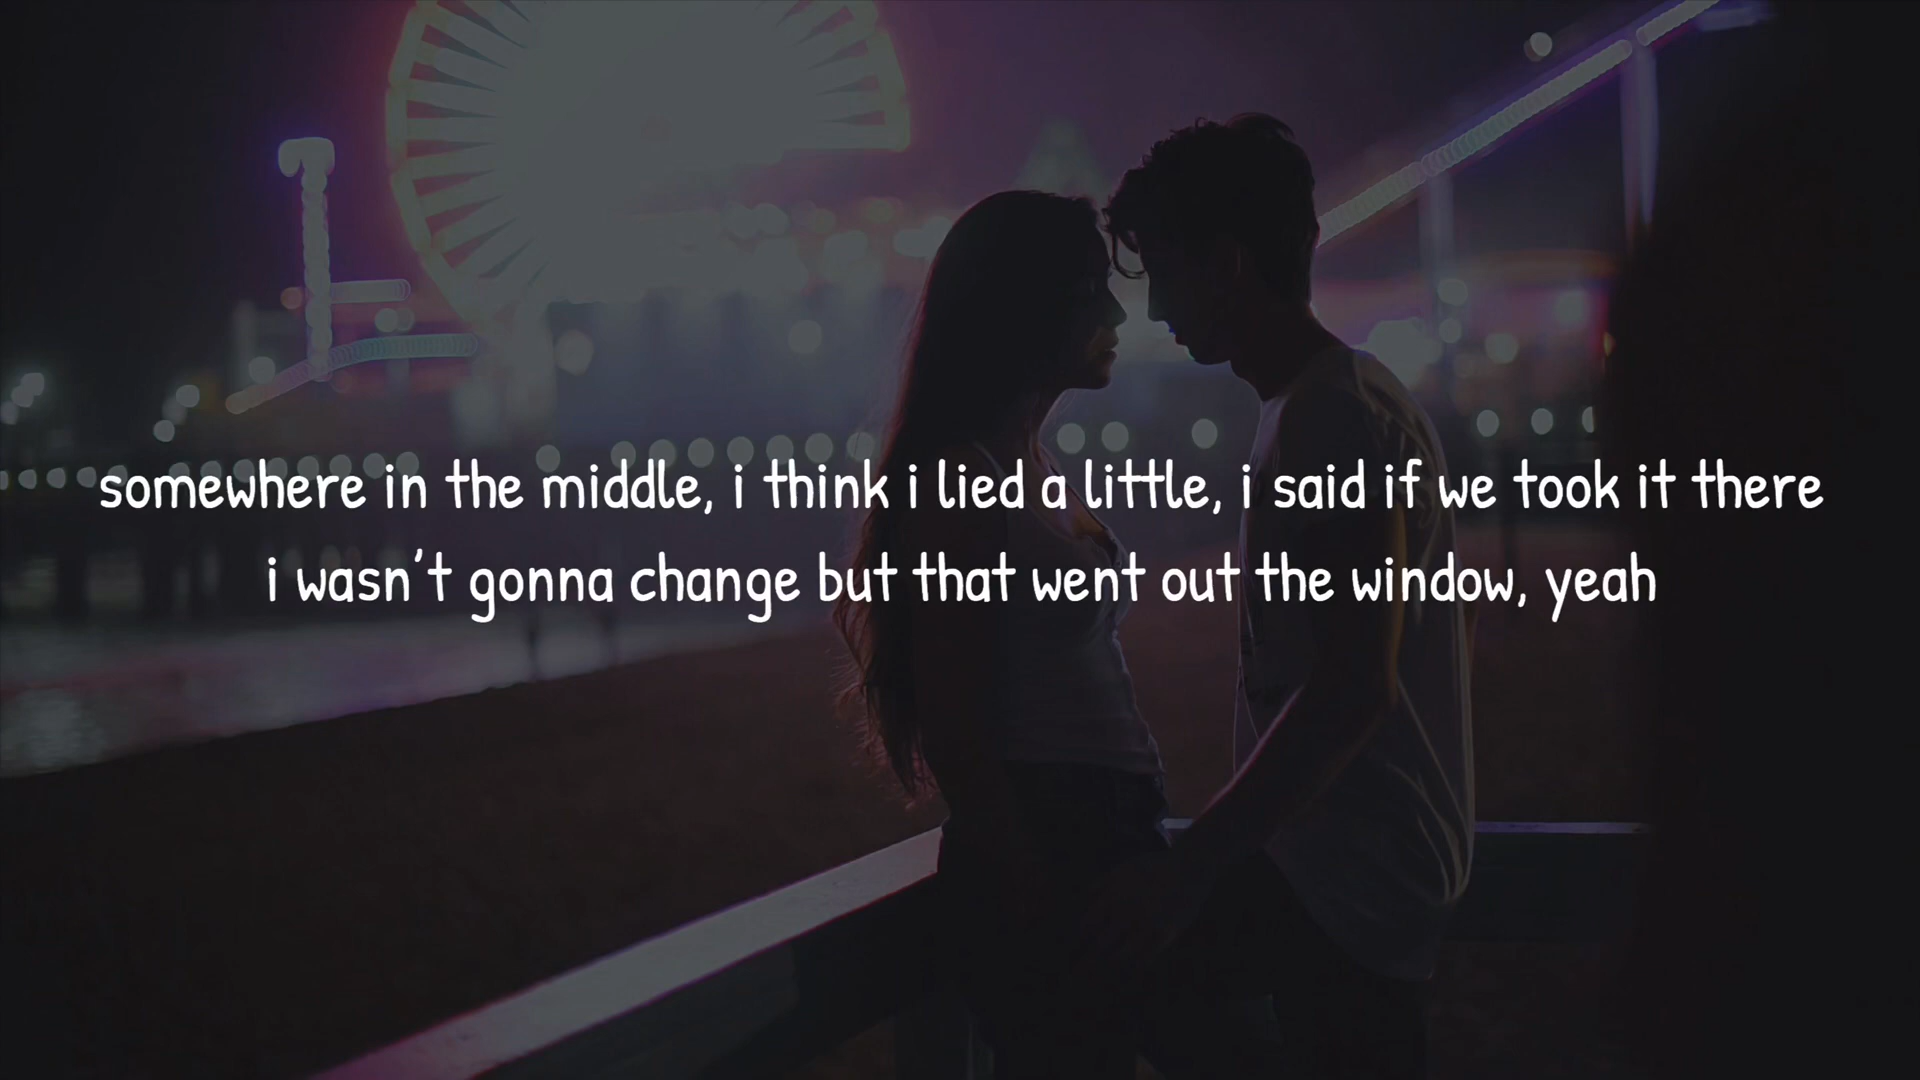 somewhere in the middle, i think i lied a little, i said if we took it there
i wasn't gonna change but that went out the window, yeah